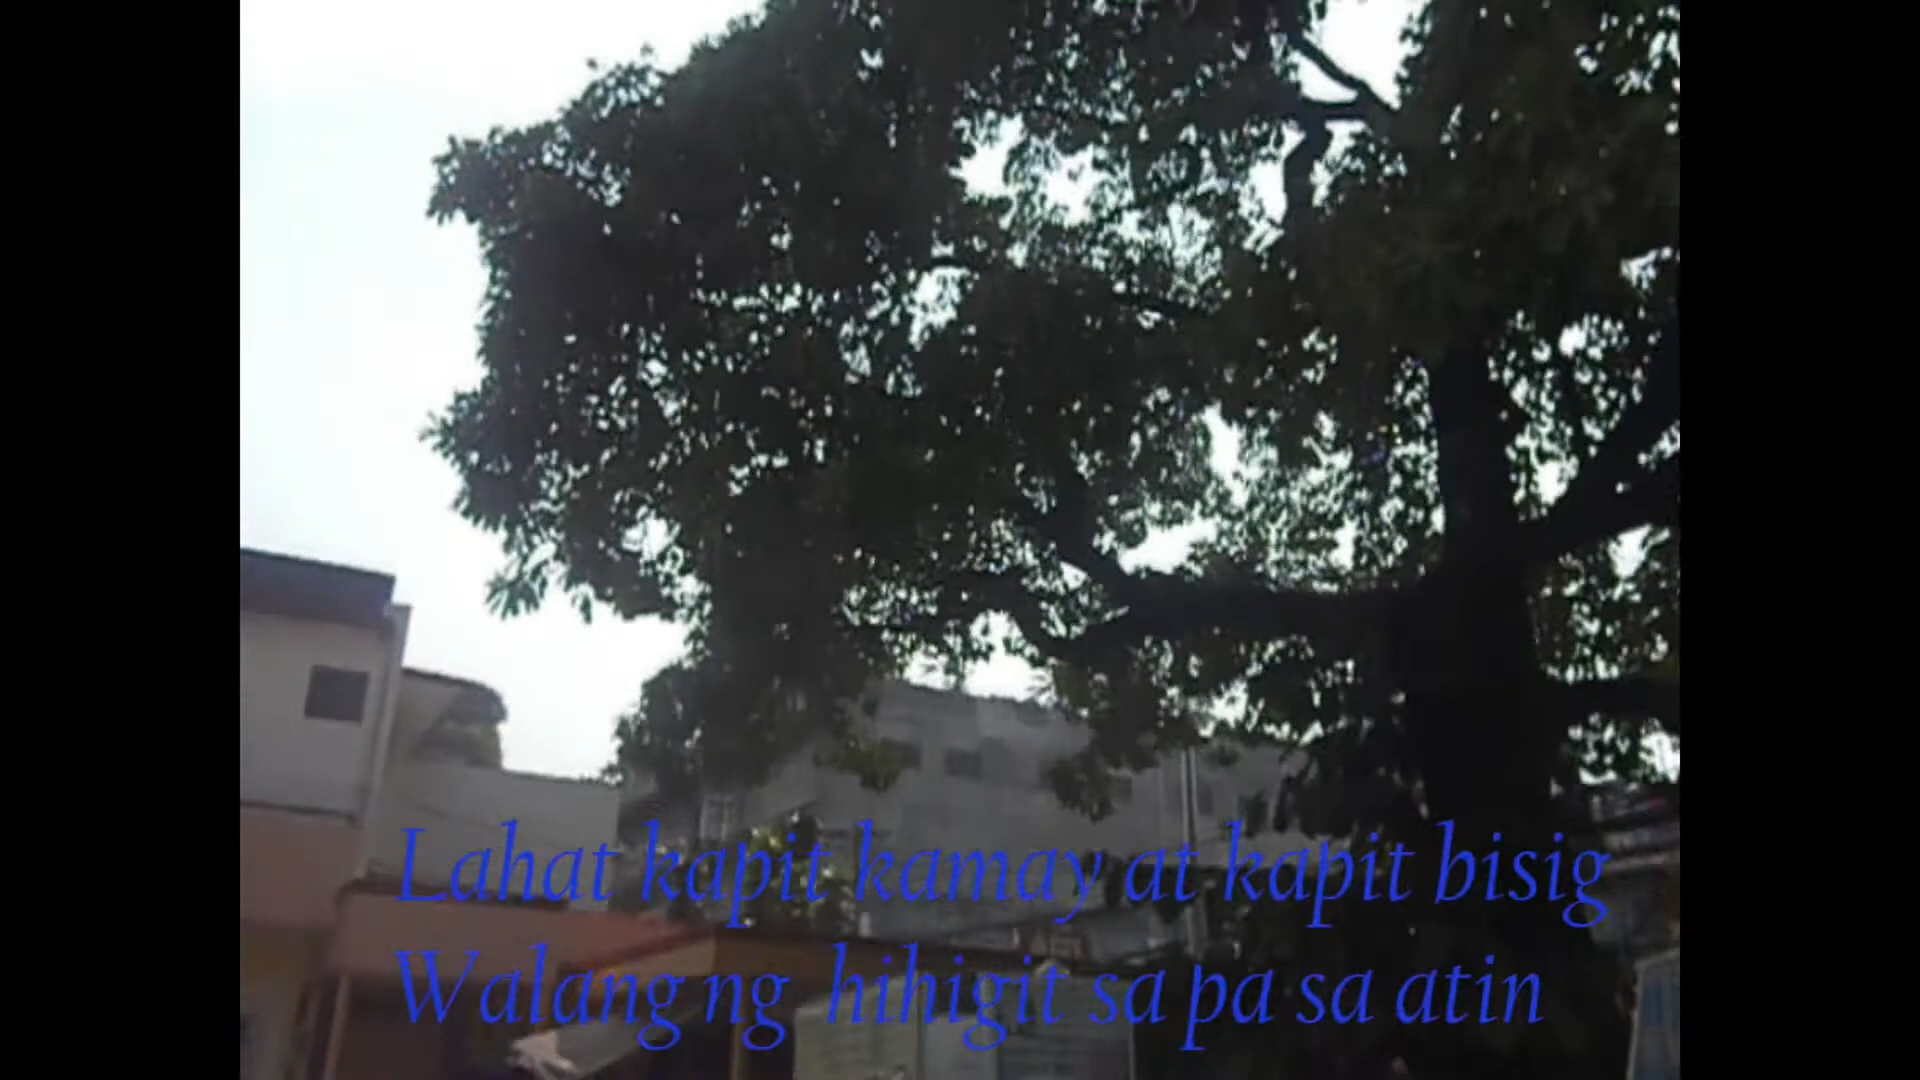 Lahat kapit kamay at kapit bisig
Walang ng hihigit sa pa sa atin